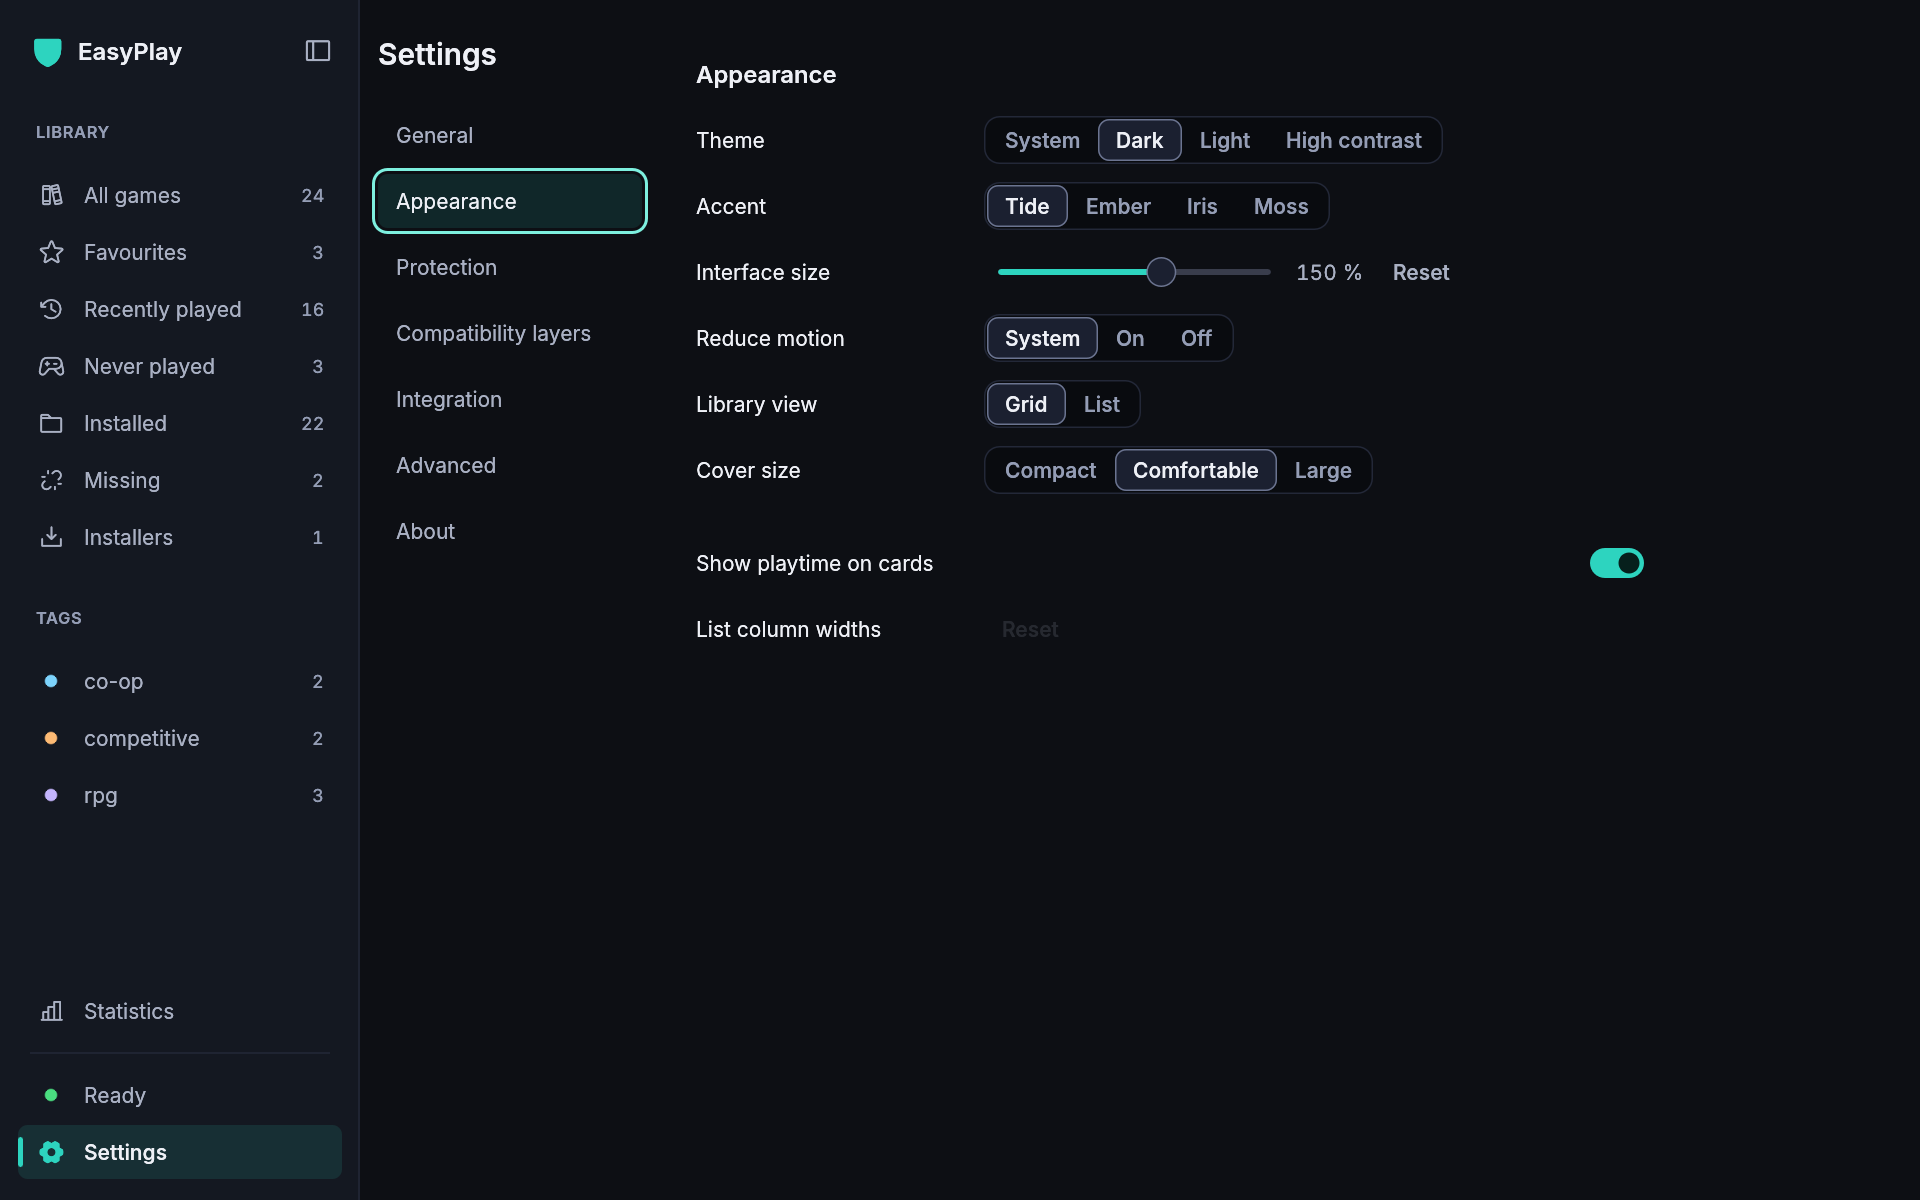 EasyPlay
LIBRARY
All games 24
Favourites 3
Recently played 16
Never played 3
Installed 22
Missing 2
Installers 1
TAGS
co-op 2
competitive 2
rpg 3
Statistics
Ready
Settings
Settings
General
Appearance
Protection
Compatibility layers
Integration
Advanced
About
Appearance
Theme System Dark Light High contrast
Accent Tide Ember Iris Moss
Interface size 150 % Reset
Reduce motion System On Off
Library view Grid List
Cover size Compact Comfortable Large
Show playtime on cards
List column widths Reset